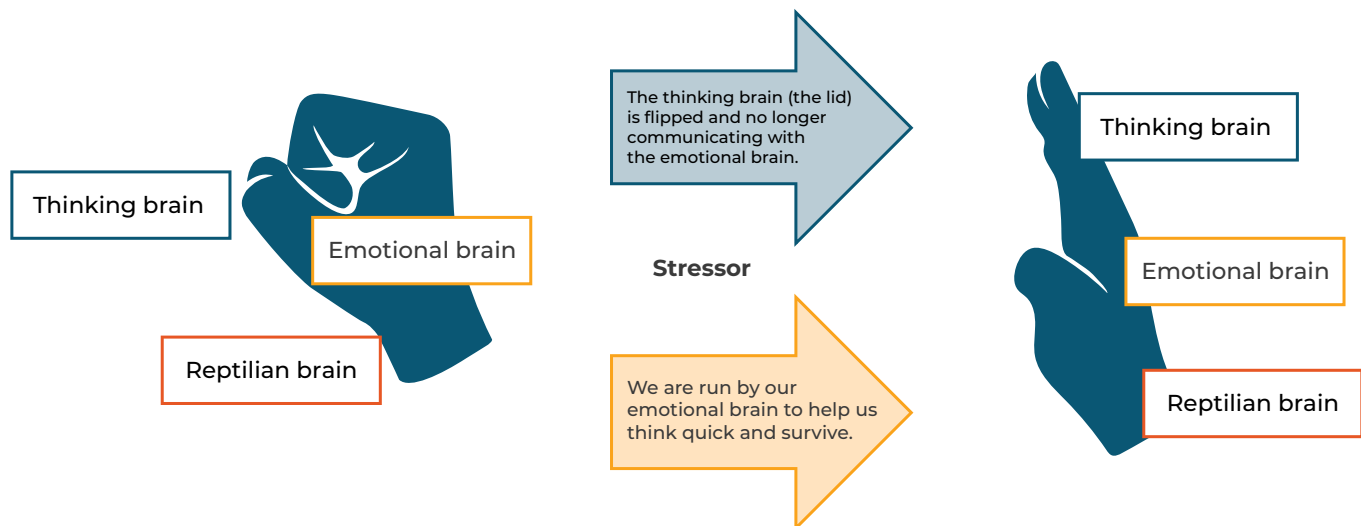 Thinking brain
Emotional brain
Reptilian brain
The thinking brain (the lid)
is flipped and no longer
communicating with
the emotional brain.
Stressor
We are run by our
emotional brain to help us
think quick and survive.
Thinking brain
Emotional brain
Reptilian brain